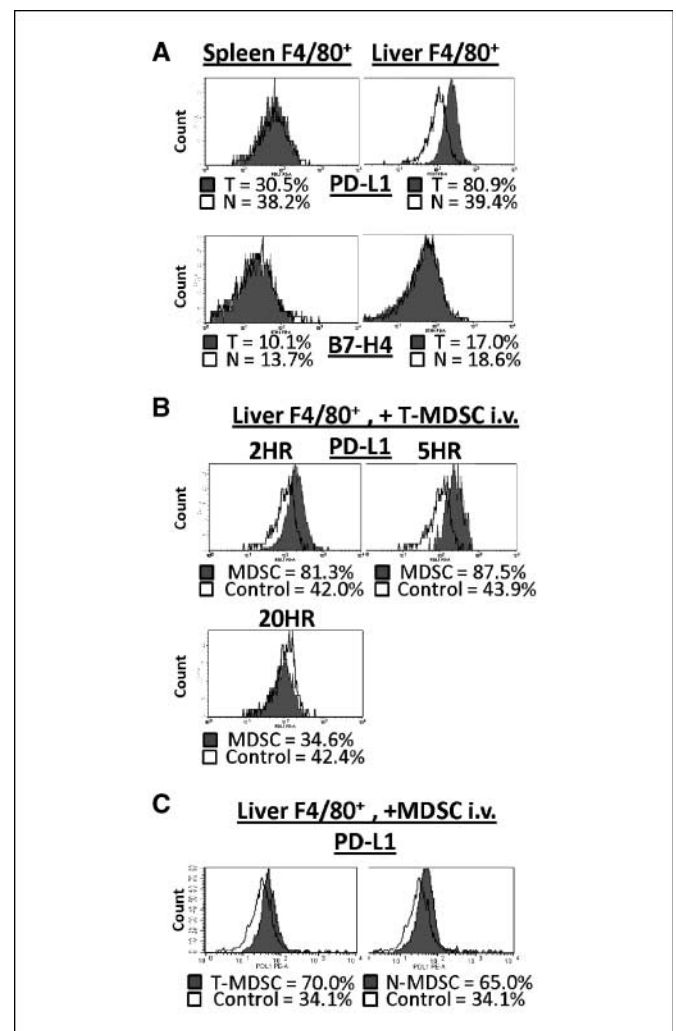 A
Spleen F4/80+ Liver F4/80+
Count
T = 30.5% T = 80.9%
PD-L1
N = 38.2% N = 39.4%
Count
T = 10.1% T = 17.0%
B7-H4
N = 13.7% N = 18.6%
B
Liver F4/80+ , + T-MDSC i.v.
PD-L1
2HR 5HR
Count
MDSC = 81.3% MDSC = 87.5%
Control = 42.0% Control = 43.9%
20HR
Count
MDSC = 34.6%
Control = 42.4%
C
Liver F4/80+ , +MDSC i.v.
PD-L1
Count
PDL1 PE-A PDL1 PE-A
T-MDSC = 70.0% N-MDSC = 65.0%
Control = 34.1% Control = 34.1%